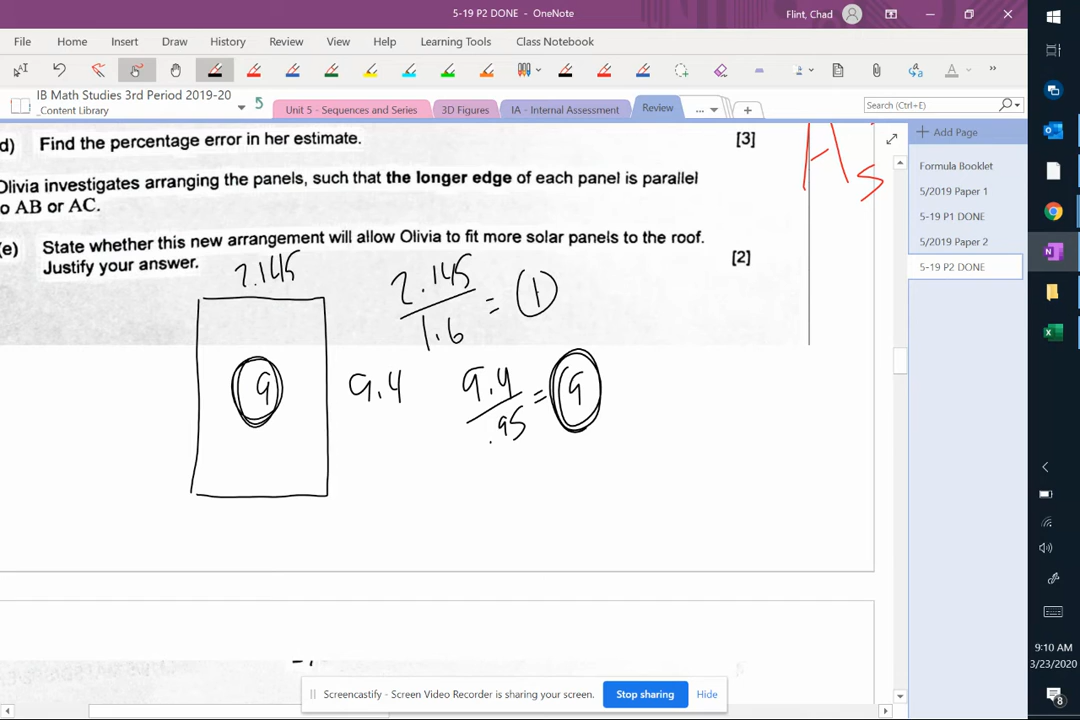 5-19 P2 DONE - OneNote
Flint, Chad
File Home Insert Draw History Review View Help Learning Tools Class Notebook
IB Math Studies 3rd Period 2019-20
_Content Library
Unit 5 - Sequences and Series
3D Figures
IA - Internal Assessment
Review
...
Search (Ctrl+E)
Add Page
Freemium Booklet
5/2019 Paper 1
5-19 P1 DONE
5/2019 Paper 2
5-19 P2 DONE
d) Find the percentage error in her estimate. [3]
Olivia investigates arranging the panels, such that the longer edge of each panel is parallel
o AB or AC.
(e) State whether this new arrangement will allow Olivia to fit more solar panels to the roof.
Justify your answer. [2]
As
2.145
2.145
1.6
= 1
9
9.4
9.4
.95
= 9
Screencastify - Screen Video Recorder is sharing your screen.
Stop sharing
Hide
9:10 AM
3/23/2020
8